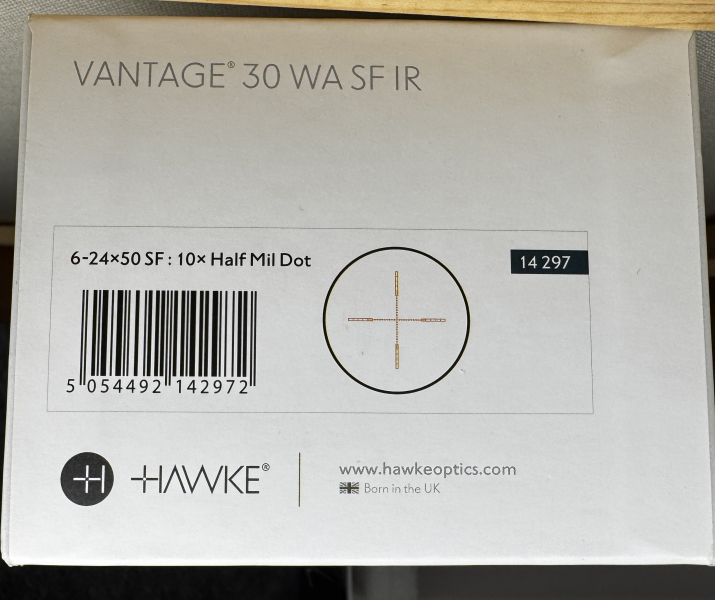 VANTAGE® 30 WA SF IR
6-24×50 SF : 10× Half Mil Dot
14 297
5 054492 142972
H HAWKE®
www.hawkeoptics.com
Born in the UK